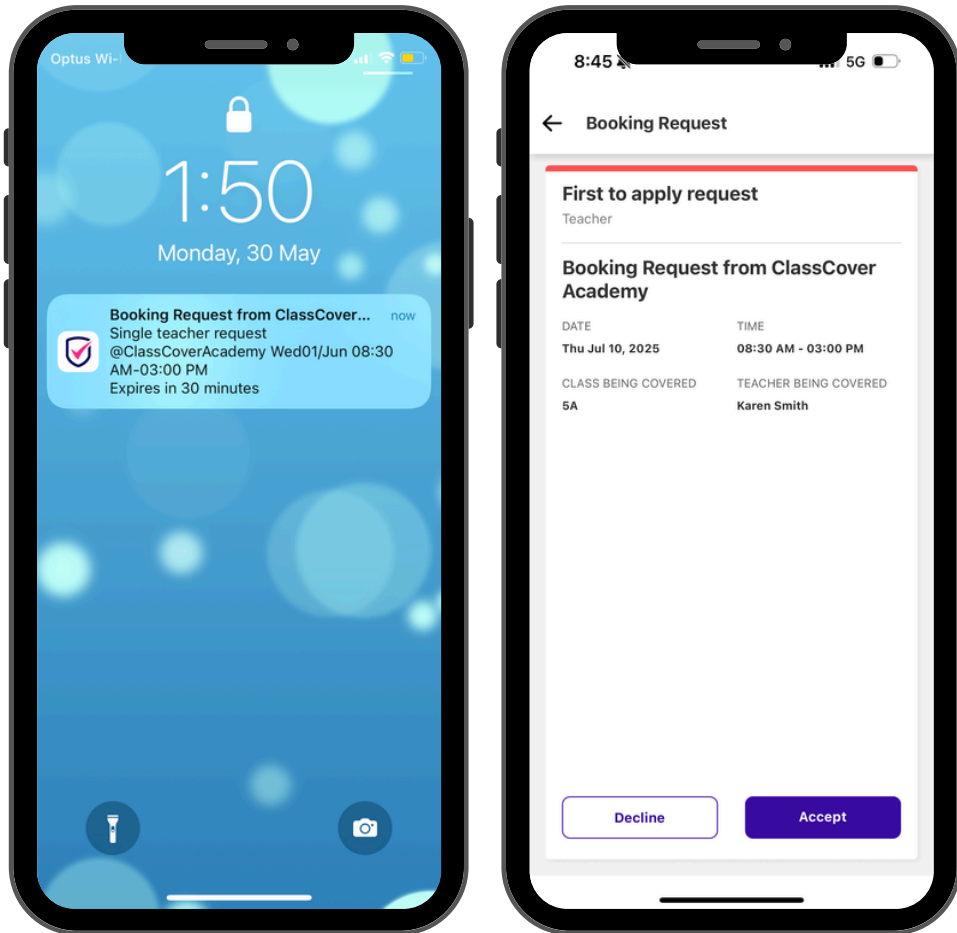 Optus Wi-
1:50
Monday, 30 May
Booking Request from ClassCover...
now
Single teacher request
@ClassCoverAcademy Wed01/Jun 08:30
AM-03:00 PM
Expires in 30 minutes
8:45
5G
Booking Request
First to apply request
Teacher
Booking Request from ClassCover
Academy
DATE
TIME
Thu Jul 10, 2025
08:30 AM - 03:00 PM
CLASS BEING COVERED
TEACHER BEING COVERED
5A
Karen Smith
Decline
Accept